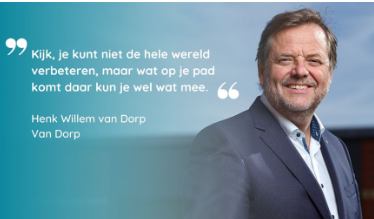 Kijk, je kunt niet de hele wereld
verbeteren, maar wat op je pad
komt daar kun je wel wat mee.
Henk Willem van Dorp
Van Dorp